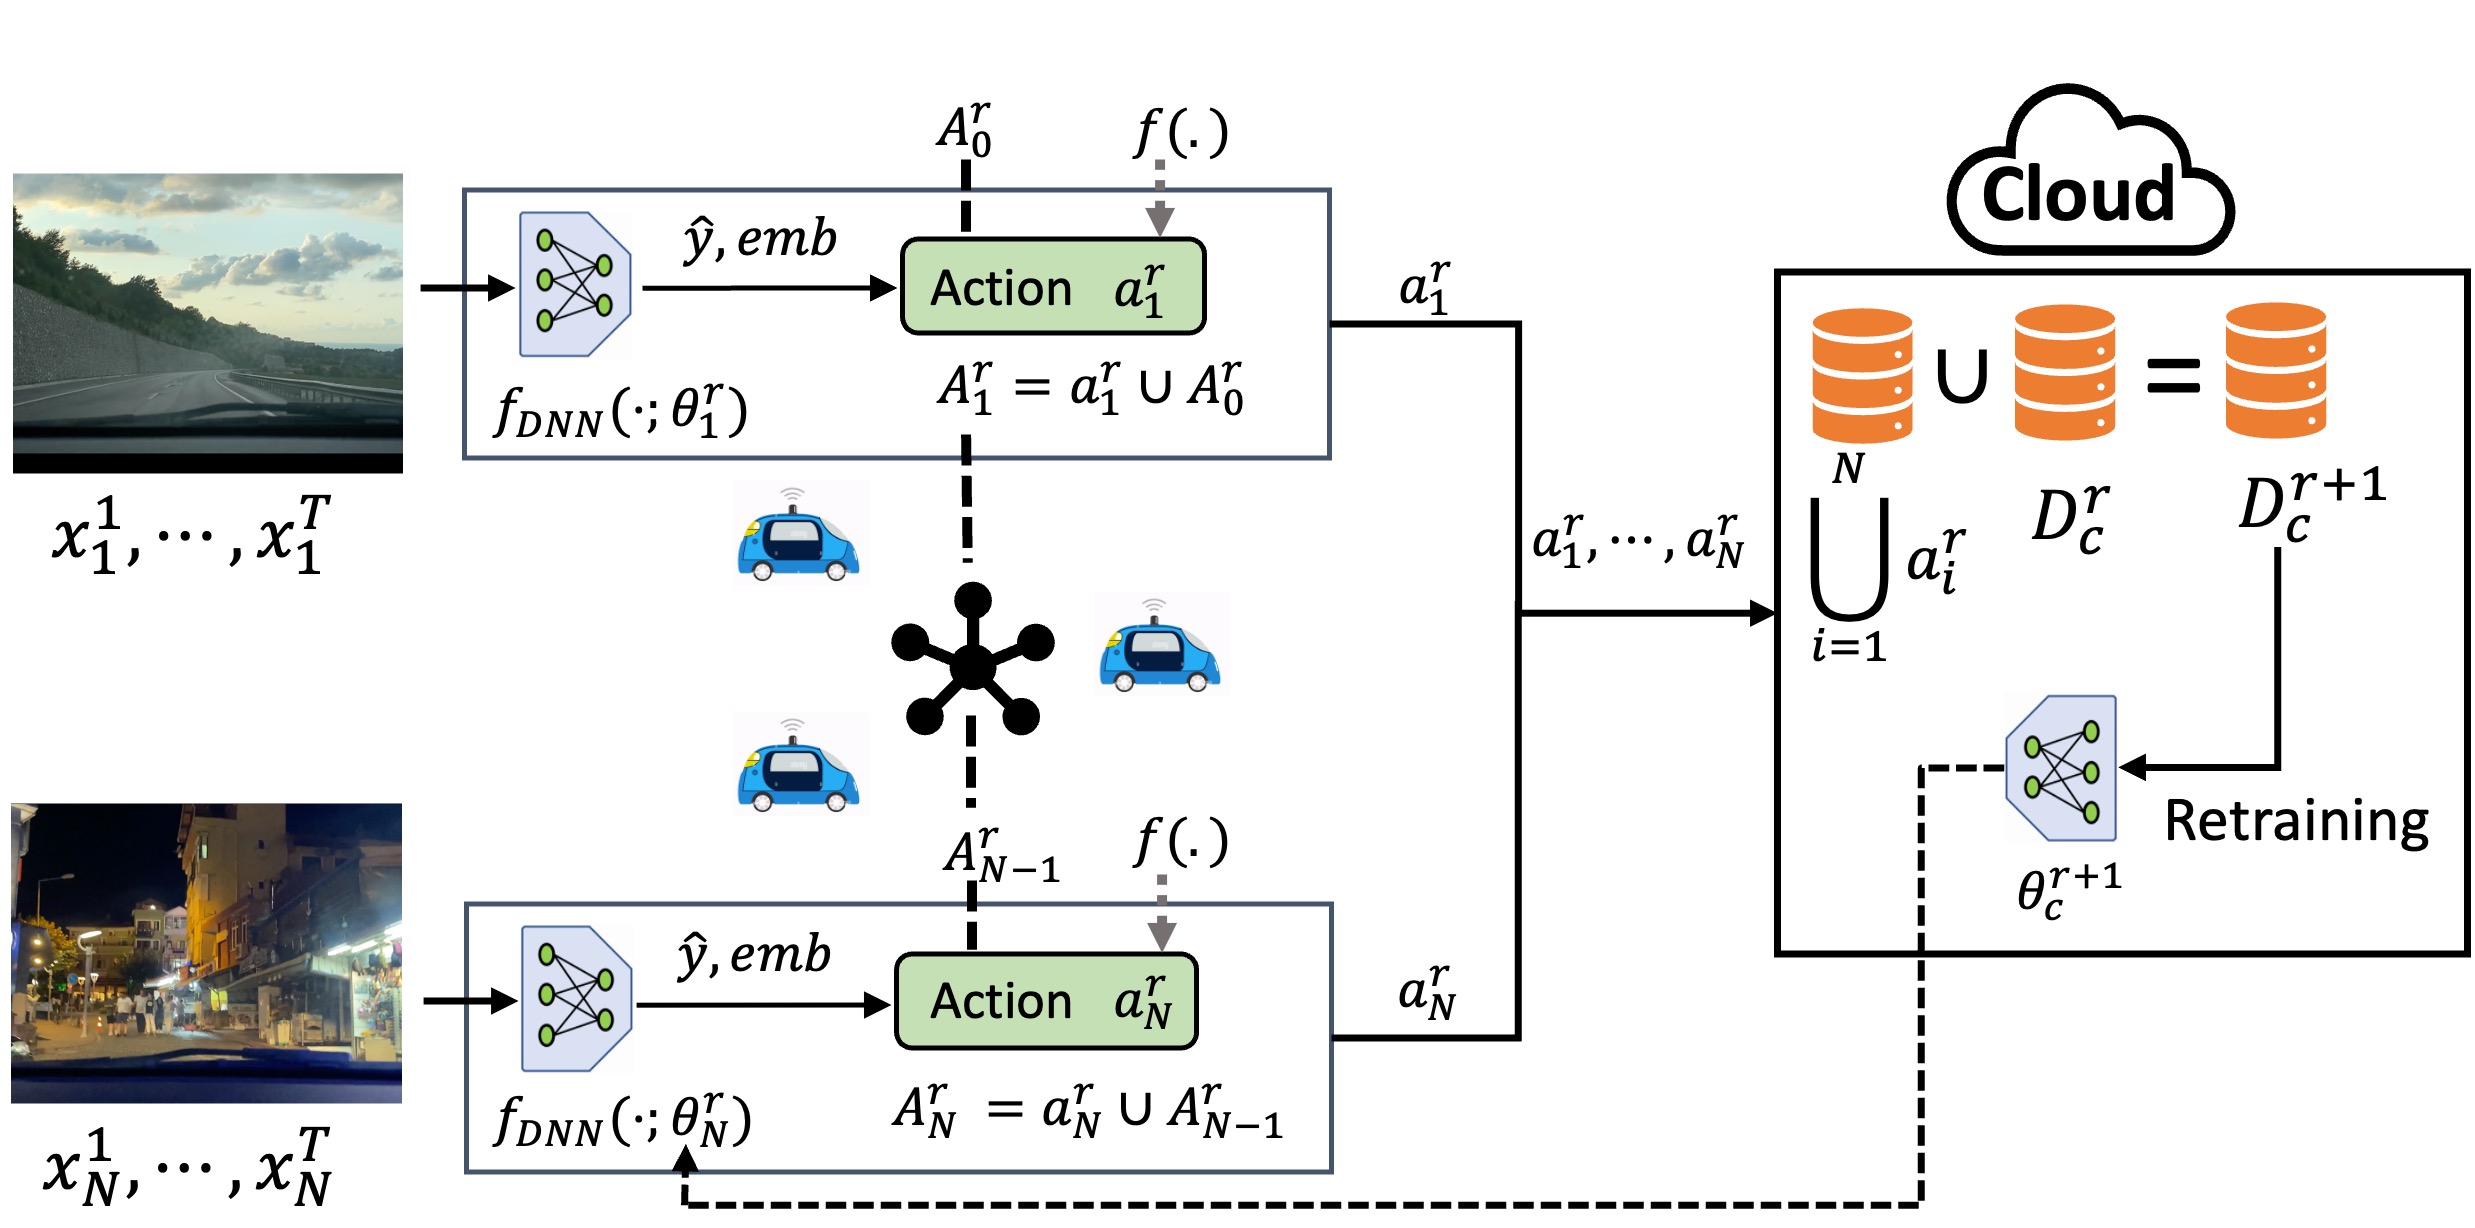 $x_1^1, \cdots, x_1^T$
$f_{DNN}(\cdot; \theta_1^r)$
$\hat{y}, emb$
$A_0^r$
$f(.)$
Action $a_1^r$
$A_1^r = a_1^r \cup A_0^r$
$a_1^r$
$x_N^1, \cdots, x_N^T$
$f_{DNN}(\cdot; \theta_N^r)$
$\hat{y}, emb$
$A_{N-1}^r$
$f(.)$
Action $a_N^r$
$A_N^r = a_N^r \cup A_{N-1}^r$
$a_N^r$
$a_1^r, \cdots, a_N^r$
Cloud
$\cup$ =
$\bigcup_{i=1}^{N} a_i^r$
$D_c^r$
$D_c^{r+1}$
Retraining
$\theta_c^{r+1}$